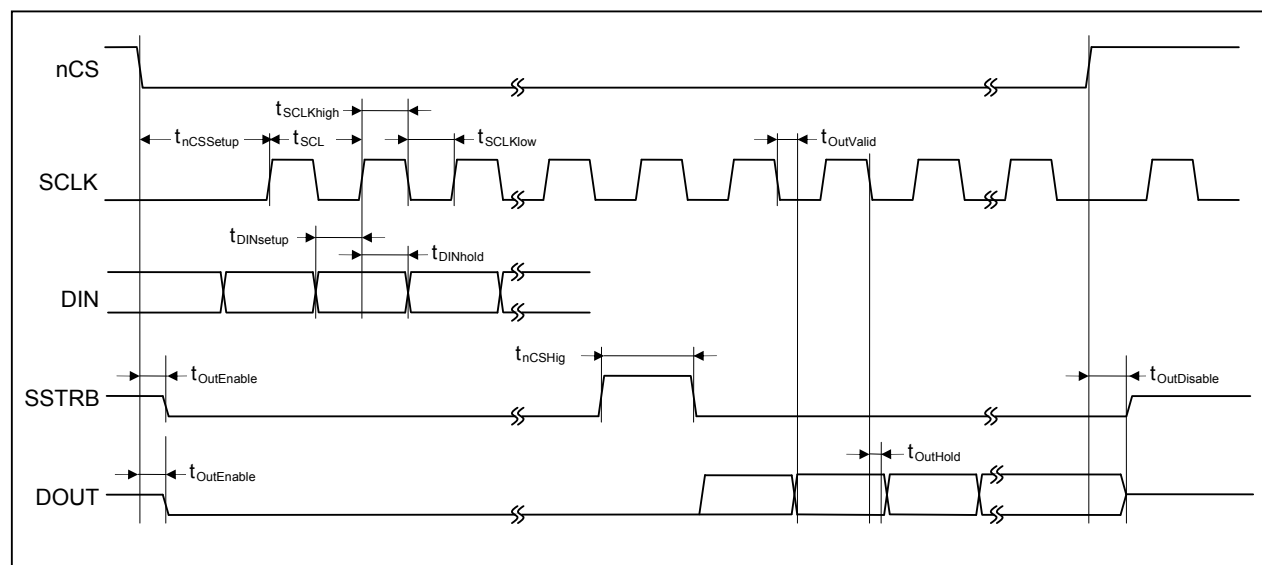 nCS
tSCLKhigh
tnCSSetup
tSCL
tSCLKlow
tOutValid
SCLK
tDINsetup
tDINhold
DIN
tnCSHig
tOutEnable
tOutDisable
SSTRB
tOutHold
tOutEnable
DOUT